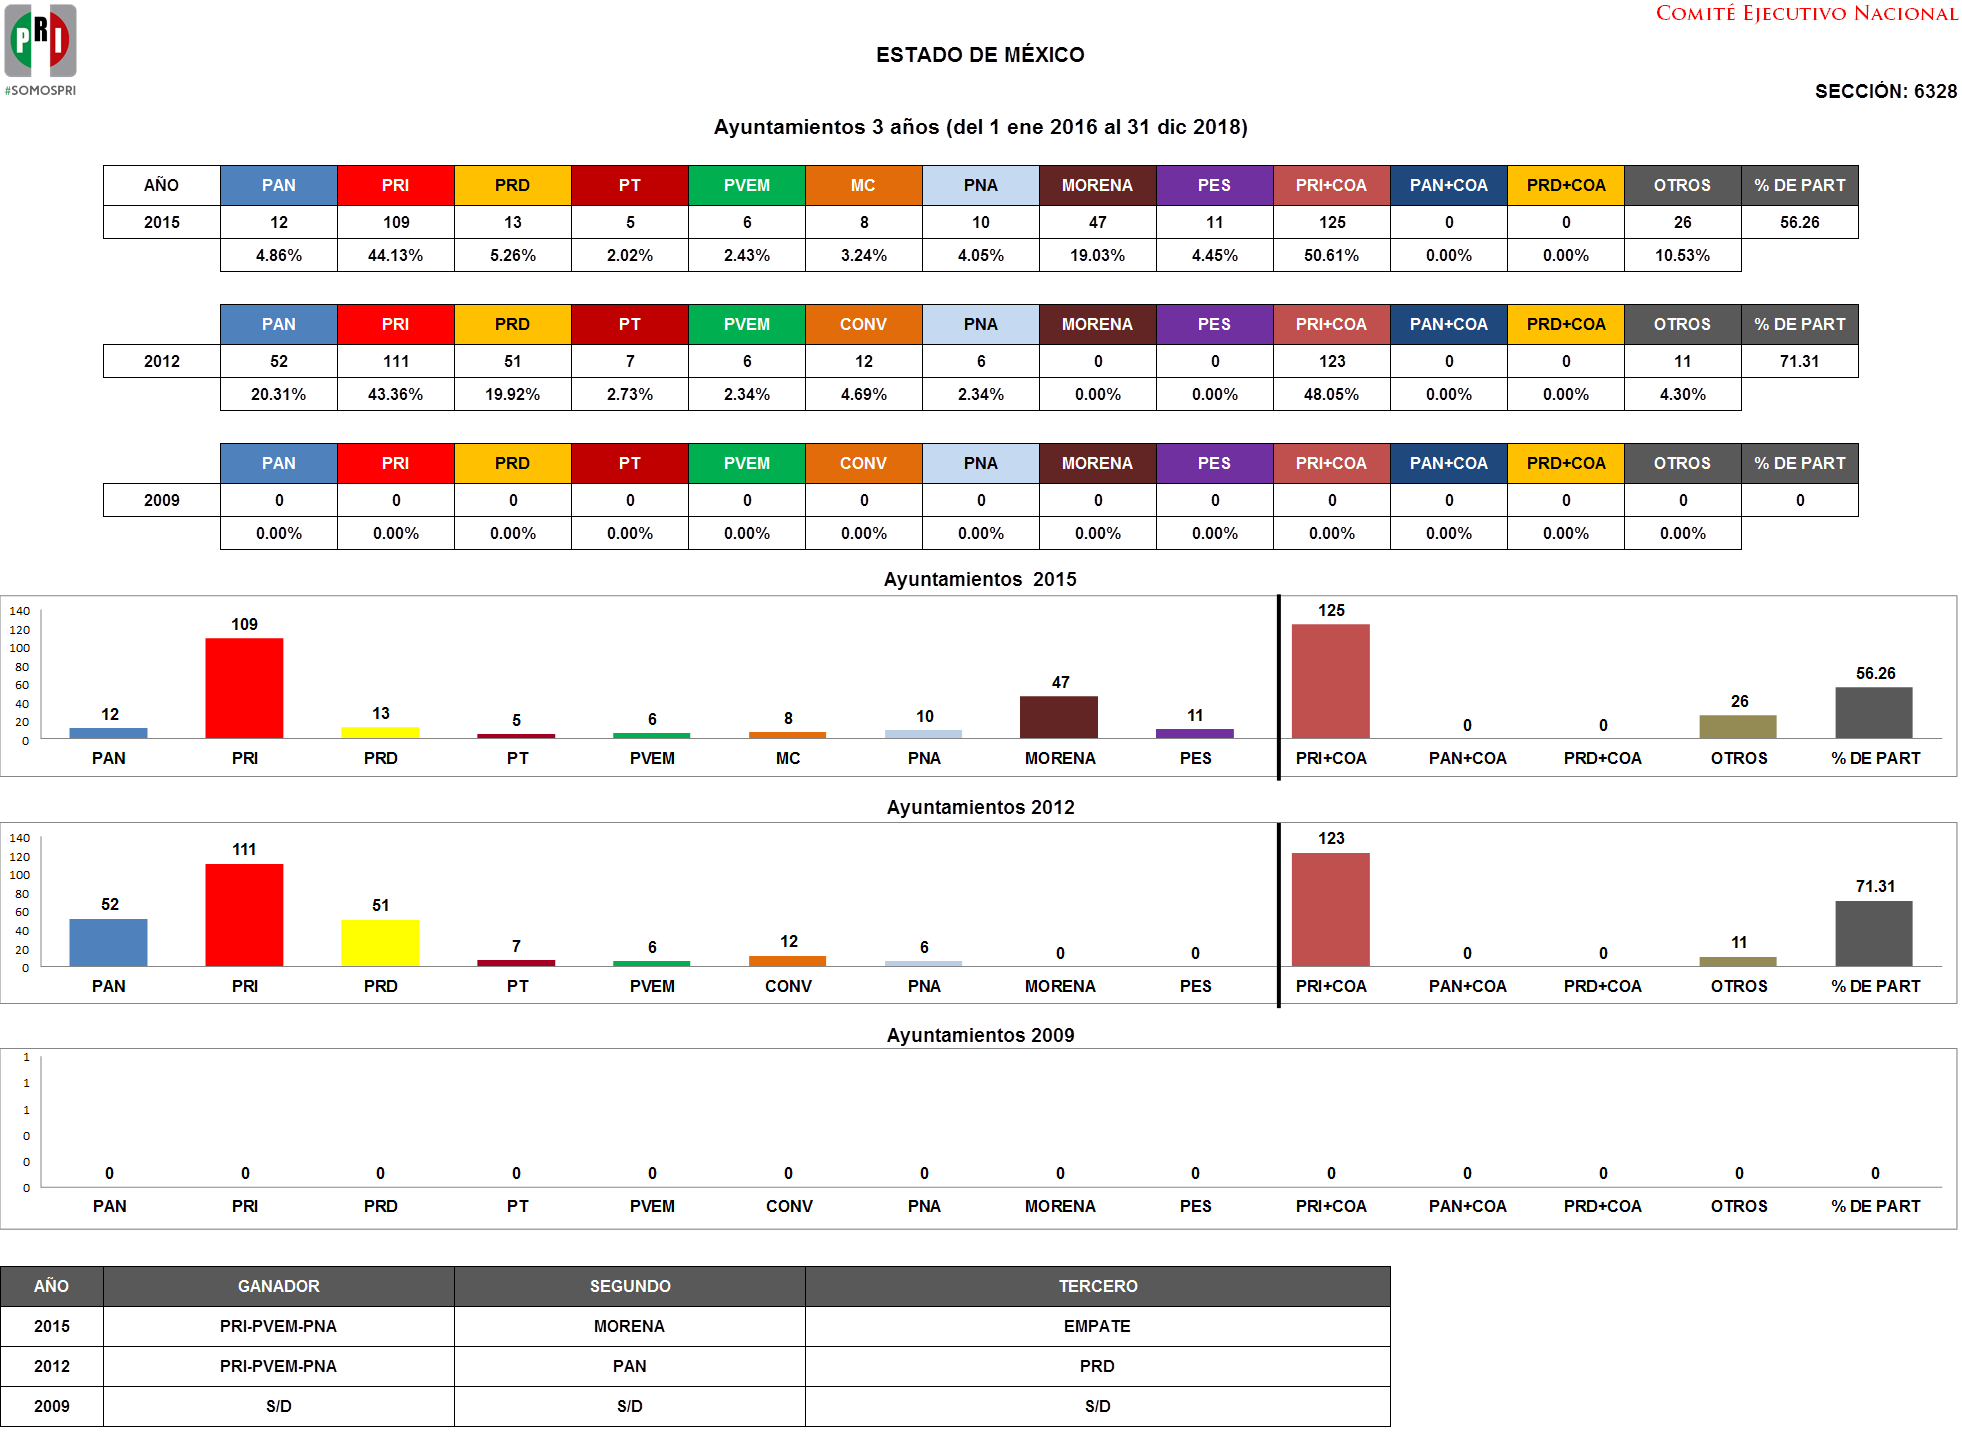 PRI
#SOMOSPRI
COMITÉ EJECUTIVO NACIONAL
ESTADO DE MÉXICO
SECCIÓN: 6328
Ayuntamientos 3 años (del 1 ene 2016 al 31 dic 2018)
AÑO PAN PRI PRD PT PVEM MC PNA MORENA PES PRI+COA PAN+COA PRD+COA OTROS % DE PART
2015 12 109 13 5 6 8 10 47 11 125 0 0 26 56.26
4.86% 44.13% 5.26% 2.02% 2.43% 3.24% 4.05% 19.03% 4.45% 50.61% 0.00% 0.00% 10.53%
PAN PRI PRD PT PVEM CONV PNA MORENA PES PRI+COA PAN+COA PRD+COA OTROS % DE PART
2012 52 111 51 7 6 12 6 0 0 123 0 0 11 71.31
20.31% 43.36% 19.92% 2.73% 2.34% 4.69% 2.34% 0.00% 0.00% 48.05% 0.00% 0.00% 4.30%
PAN PRI PRD PT PVEM CONV PNA MORENA PES PRI+COA PAN+COA PRD+COA OTROS % DE PART
2009 0 0 0 0 0 0 0 0 0 0 0 0 0 0
0.00% 0.00% 0.00% 0.00% 0.00% 0.00% 0.00% 0.00% 0.00% 0.00% 0.00% 0.00% 0.00%
Ayuntamientos 2015
140
120
100
80
60
40
20
0
12 109 13 5 6 8 10 47 11 125 0 0 26 56.26
PAN PRI PRD PT PVEM MC PNA MORENA PES PRI+COA PAN+COA PRD+COA OTROS % DE PART
Ayuntamientos 2012
140
120
100
80
60
40
20
0
52 111 51 7 6 12 6 0 0 123 0 0 11 71.31
PAN PRI PRD PT PVEM CONV PNA MORENA PES PRI+COA PAN+COA PRD+COA OTROS % DE PART
Ayuntamientos 2009
1
1
1
0
0
0
0 0 0 0 0 0 0 0 0 0 0 0 0 0
PAN PRI PRD PT PVEM CONV PNA MORENA PES PRI+COA PAN+COA PRD+COA OTROS % DE PART
AÑO GANADOR SEGUNDO TERCERO
2015 PRI-PVEM-PNA MORENA EMPATE
2012 PRI-PVEM-PNA PAN PRD
2009 S/D S/D S/D